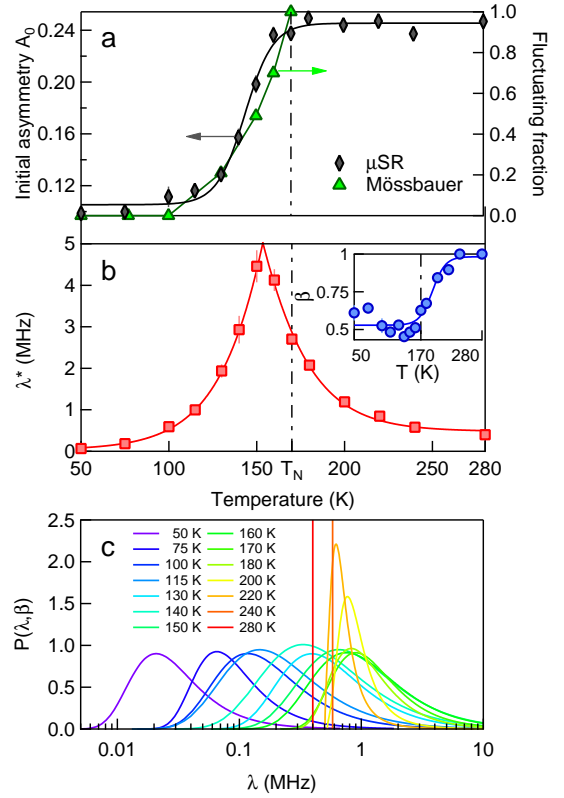 a
Initial asymmetry A0
0.24
0.20
0.16
0.12
1.0
0.8
0.6
0.4
0.2
0.0
Fluctuating fraction
μSR
Mössbauer
b
λ* (MHz)
5
4
3
2
1
0
β
1
0.75
0.5
50
170
280
T (K)
50
100
150
TN
200
240
280
Temperature (K)
c
P(λ,β)
2.5
2.0
1.5
1.0
0.5
0.0
50 K
75 K
100 K
115 K
130 K
140 K
150 K
160 K
170 K
180 K
200 K
220 K
240 K
280 K
0.01
0.1
1
10
λ (MHz)